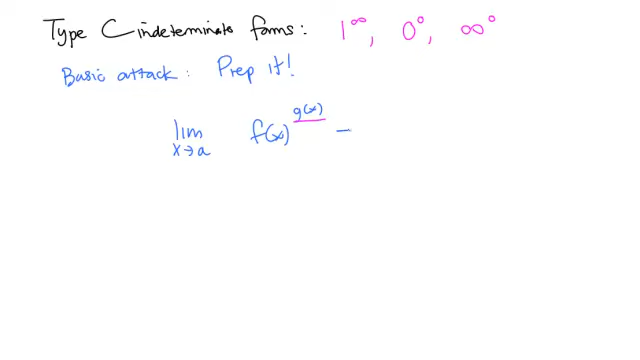 Type C indeterminate forms: 1^∞, 0^0, ∞^0
Basic attack: Prep it!
lim x→a f(x)^g(x) –